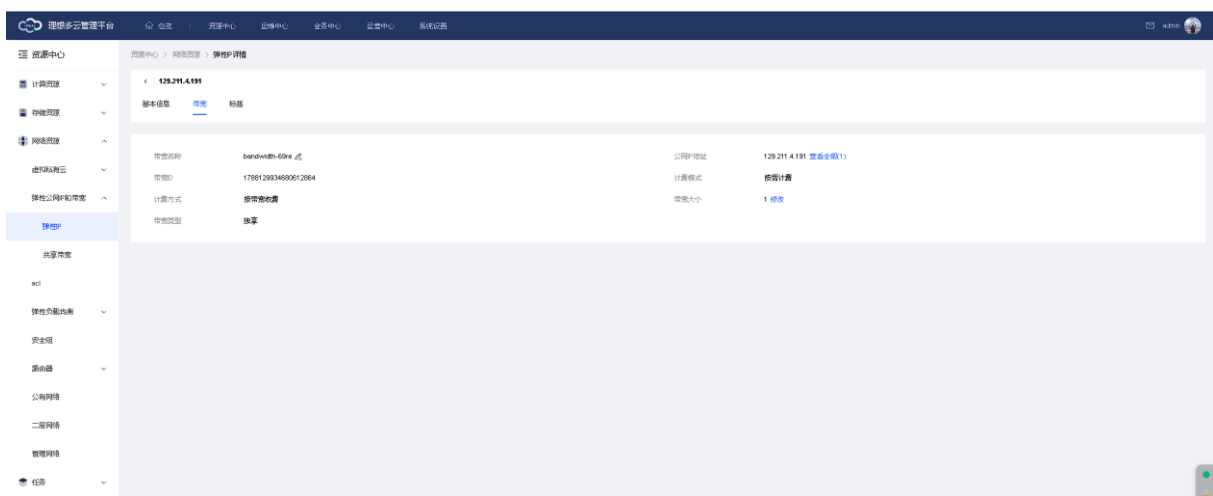 理想多云管理平台 总览 | 资源中心 运维中心 业务中心 运营中心 系统设置 admin
资源中心
资源中心 > 网络资源 > 弹性IP详情
计算资源
< 129.211.4.191
基本信息 带宽 标签
存储资源
网络资源
带宽名称 bandwidth-69re 公网IP地址 129.211.4.191 查看全部(1)
虚拟私有云
带宽ID 1788129934680612864 计费模式 按需计费
弹性公网IP和带宽
计费方式 按带宽收费 带宽大小 1 修改
带宽类型 独享
弹性IP
共享带宽
acl
弹性负载均衡
安全组
路由器
公有网络
二层网络
管理网络
任务